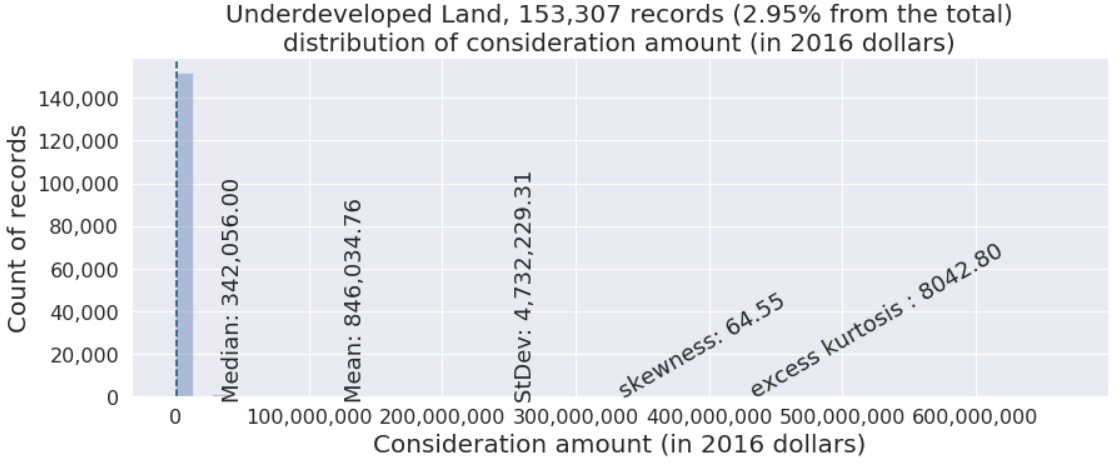 Underdeveloped Land, 153,307 records (2.95% from the total)
distribution of consideration amount (in 2016 dollars)
Count of records
140,000
120,000
100,000
80,000
60,000
40,000
20,000
0
Median: 342,056.00
Mean: 846,034.76
StDev: 4,732,229.31
skewness: 64.55
excess kurtosis : 8042.80
0 100,000,000 200,000,000 300,000,000 400,000,000 500,000,000 600,000,000
Consideration amount (in 2016 dollars)